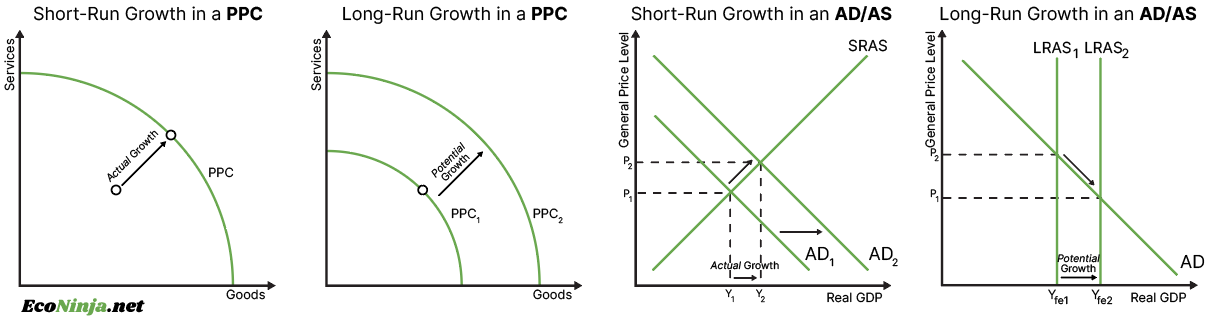 Short-Run Growth in a PPC
Services
Actual Growth
PPC
Goods
EcoNinja.net
Long-Run Growth in a PPC
Services
Potential
Growth
PPC1
PPC2
Goods
Short-Run Growth in an AD/AS
General Price Level
SRAS
P2
P1
AD1
AD2
Actual Growth
Y1
Y2
Real GDP
Long-Run Growth in an AD/AS
General Price Level
LRAS1
LRAS2
P2
P1
AD
Potential
Growth
Yfe1
Yfe2
Real GDP